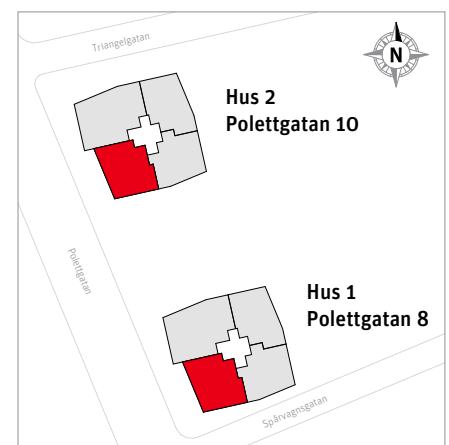 Triangelgatan
N
Hus 2
Polettgatan 10
Polettgatan
Hus 1
Polettgatan 8
Spårvagnsgatan